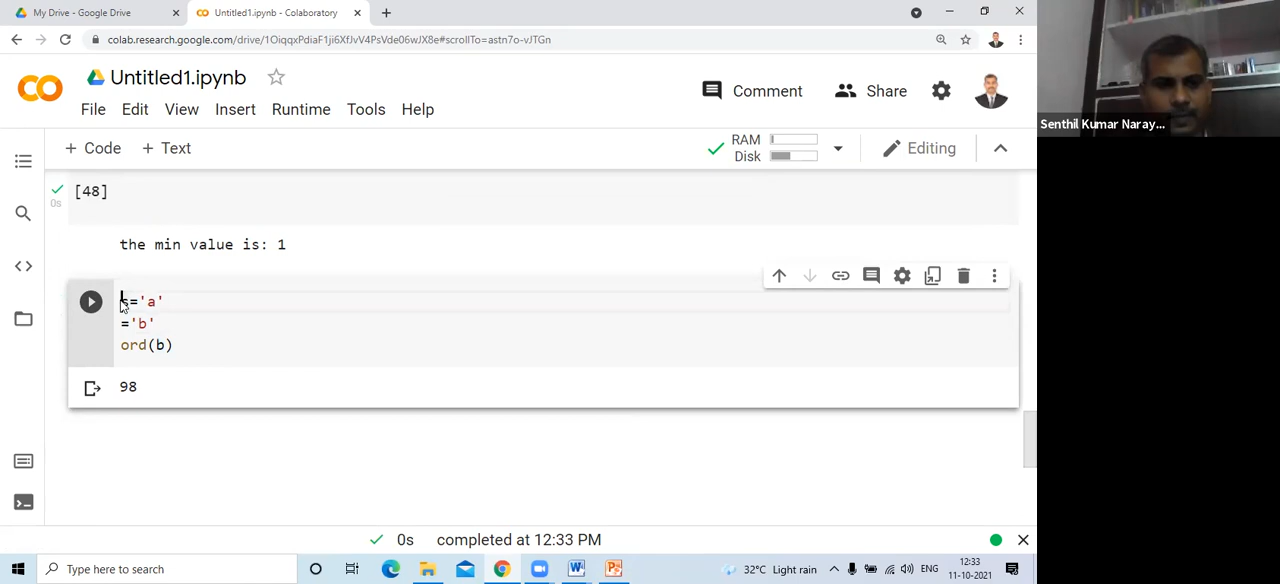 My Drive - Google Drive
Untitled1.ipynb - Colaboratory
colab.research.google.com/drive/1OiqqxPdiaF1ji6XfJvV4PsVde06wJX8e#scrollTo=astn7o-vJTGn
Untitled1.ipynb
File Edit View Insert Runtime Tools Help
Comment
Share
+ Code + Text
RAM
Disk
Editing
[48]
0s
the min value is: 1
='a'
='b'
ord(b)
98
0s completed at 12:33 PM
Type here to search
32°C Light rain
ENG
12:33
11-10-2021
Senthil Kumar Naray...